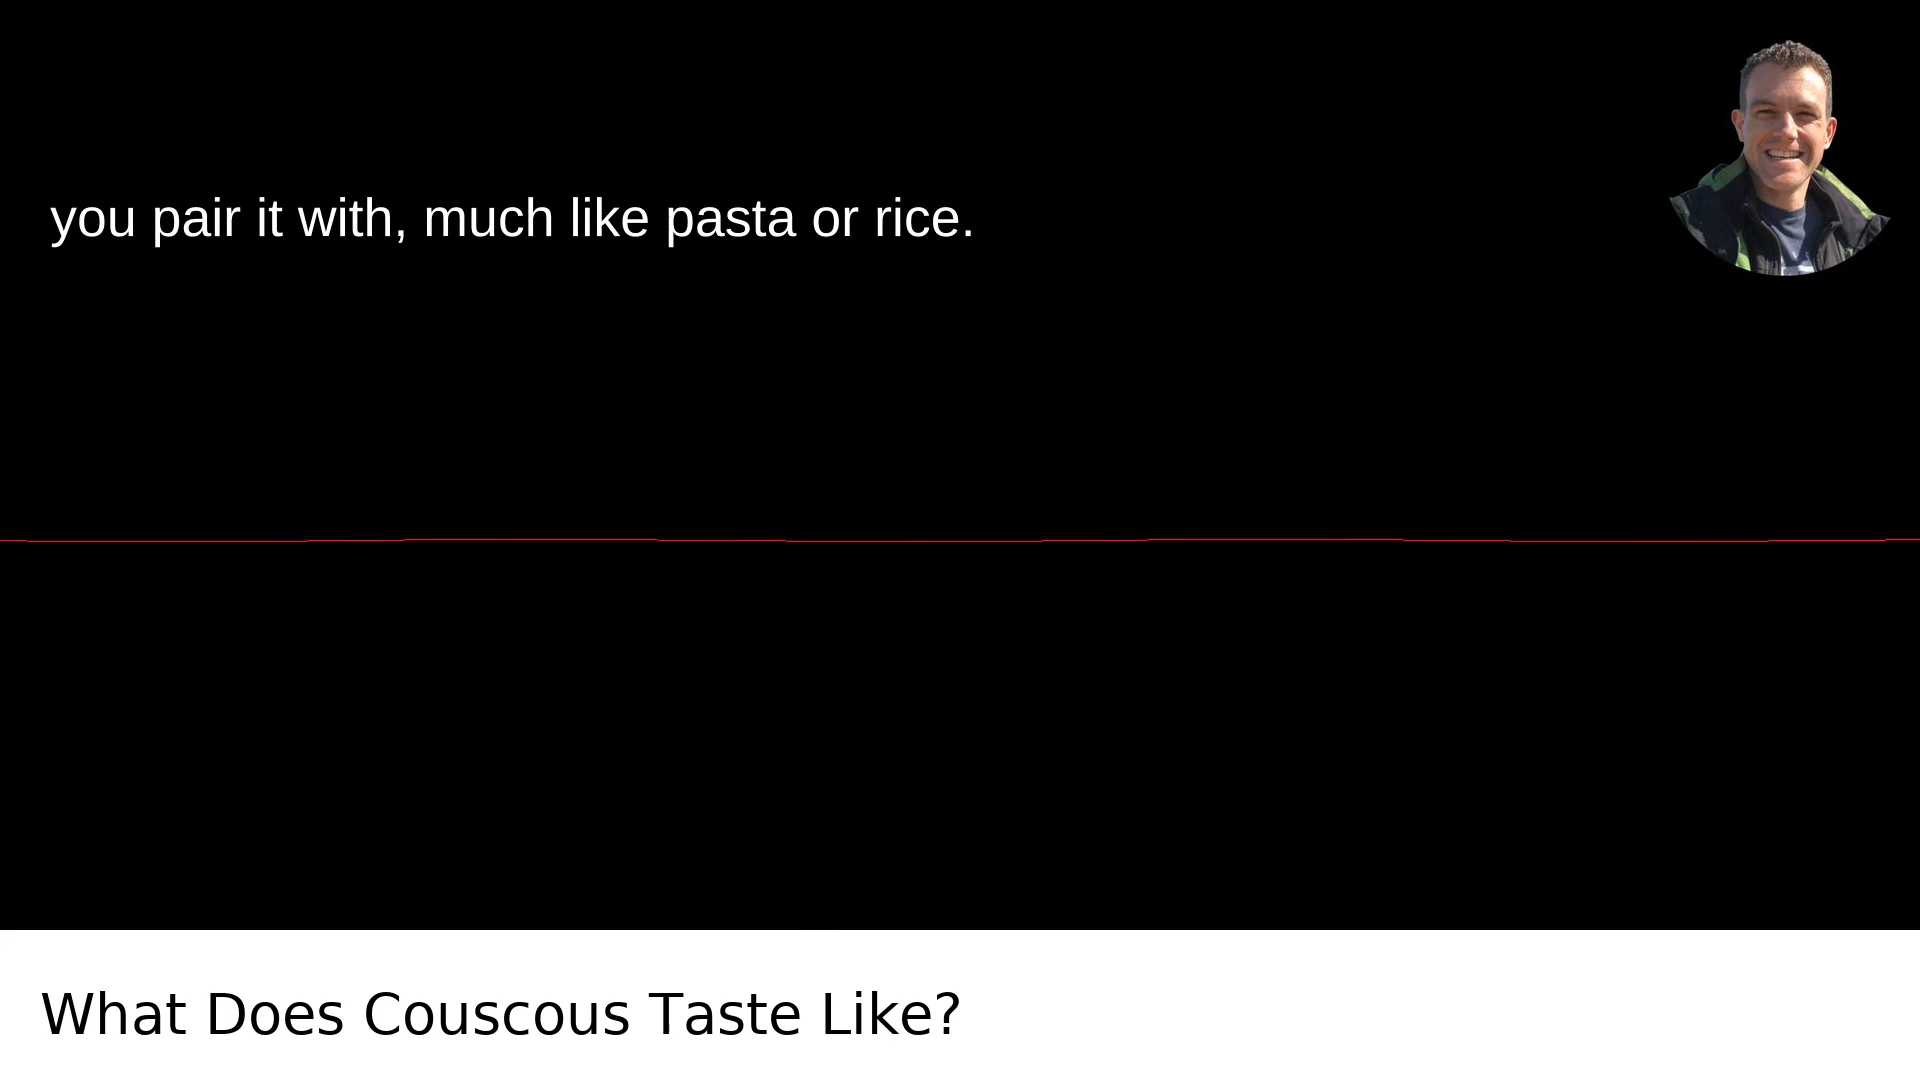 you pair it with, much like pasta or rice.
What Does Couscous Taste Like?